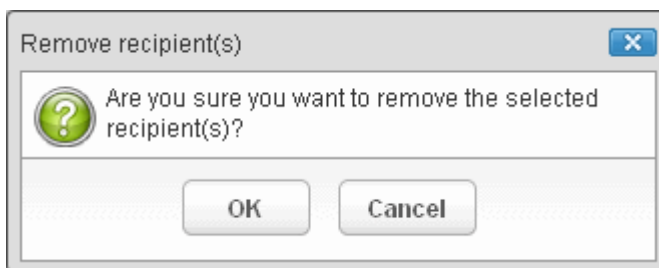 Remove recipient(s)
Are you sure you want to remove the selected
recipient(s)?
OK
Cancel